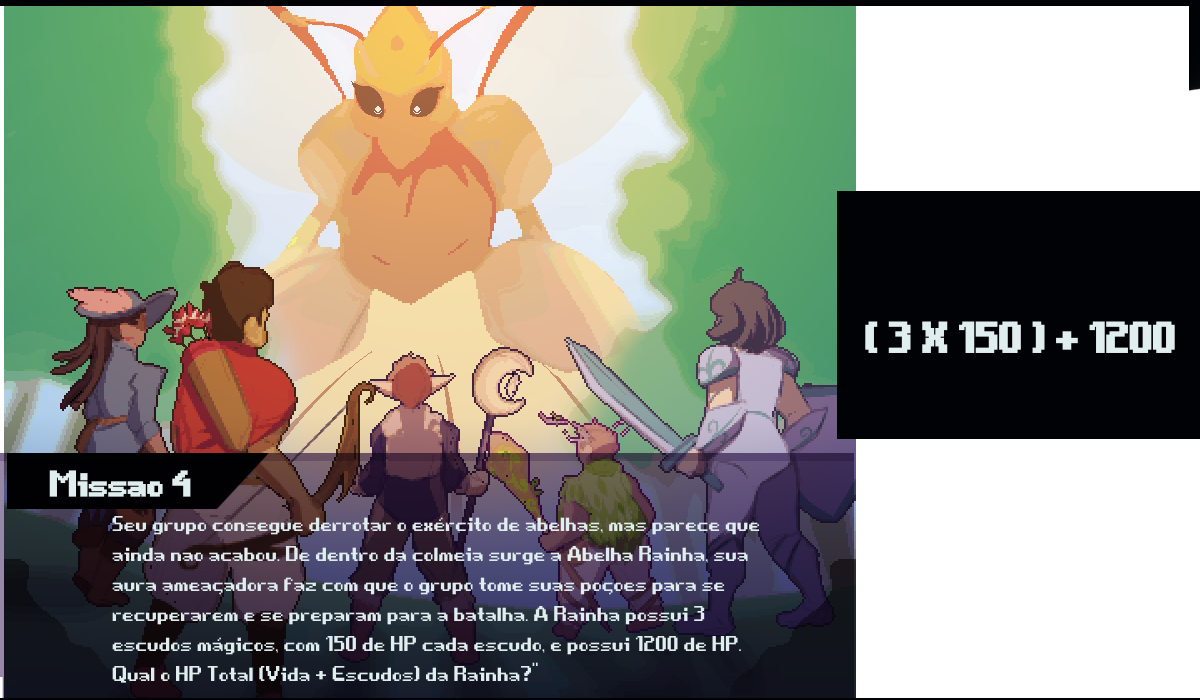 ( 3 X 150 ) + 1200
Missao 4
Seu grupo consegue derrotar o exército de abelhas, mas parece que
ainda nao acabou. De dentro da colmeia surge a Abelha Rainha, sua
aura ameaçadora faz com que o grupo tome suas poçoes para se
recuperarem e se preparam para a batalha. A Rainha possui 3
escudos mágicos, com 150 de HP cada escudo, e possui 1200 de HP.
Qual o HP Total (Vida + Escudos) da Rainha?"